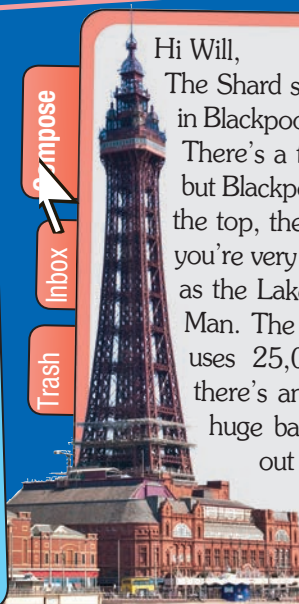 Compose
Inbox
Trash
Hi Will,
The Shard s
in Blackpoo
There's a t
but Blackpo
the top, the
you're very
as the Lak
Man. The
uses 25,0
there's an
huge ba
out